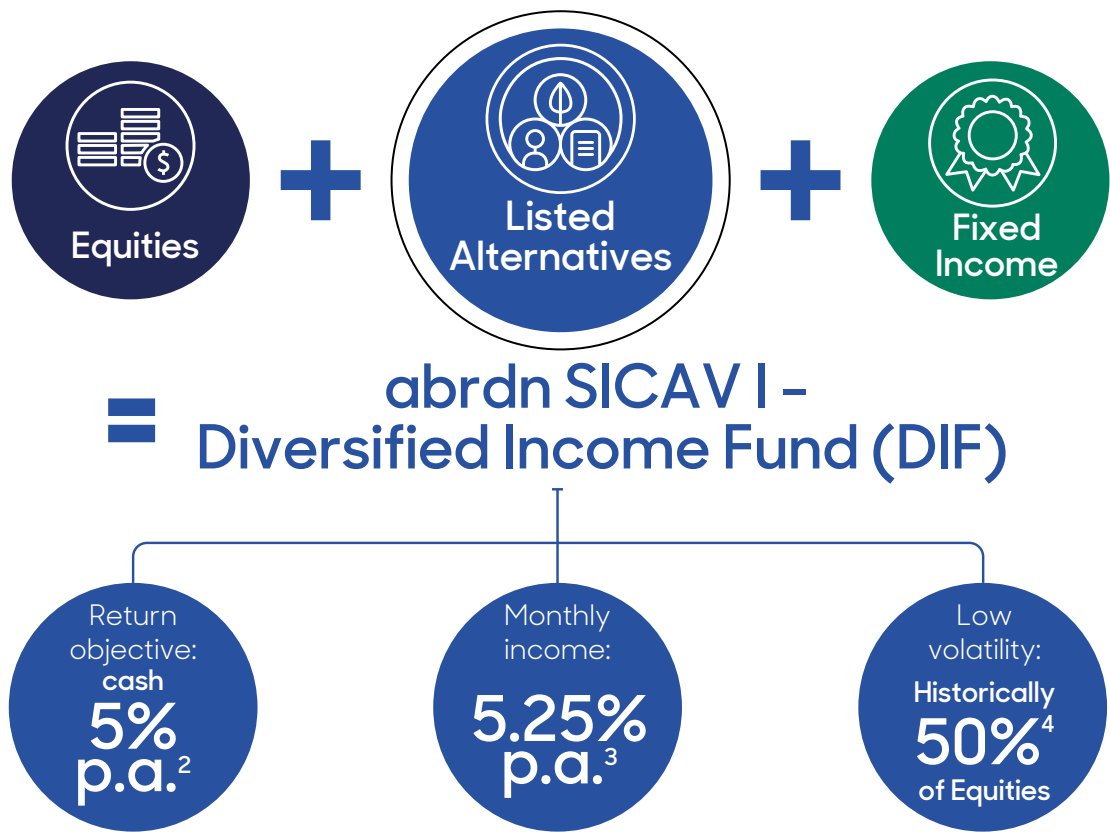 $
Equities
+
Listed
Alternatives
+
Fixed
Income
= abrdn SICAV I –
Diversified Income Fund (DIF)
Return
objective:
cash
5%
p.a.²
Monthly
income:
5.25%
p.a.³
Low
volatility:
Historically
50%⁴
of Equities